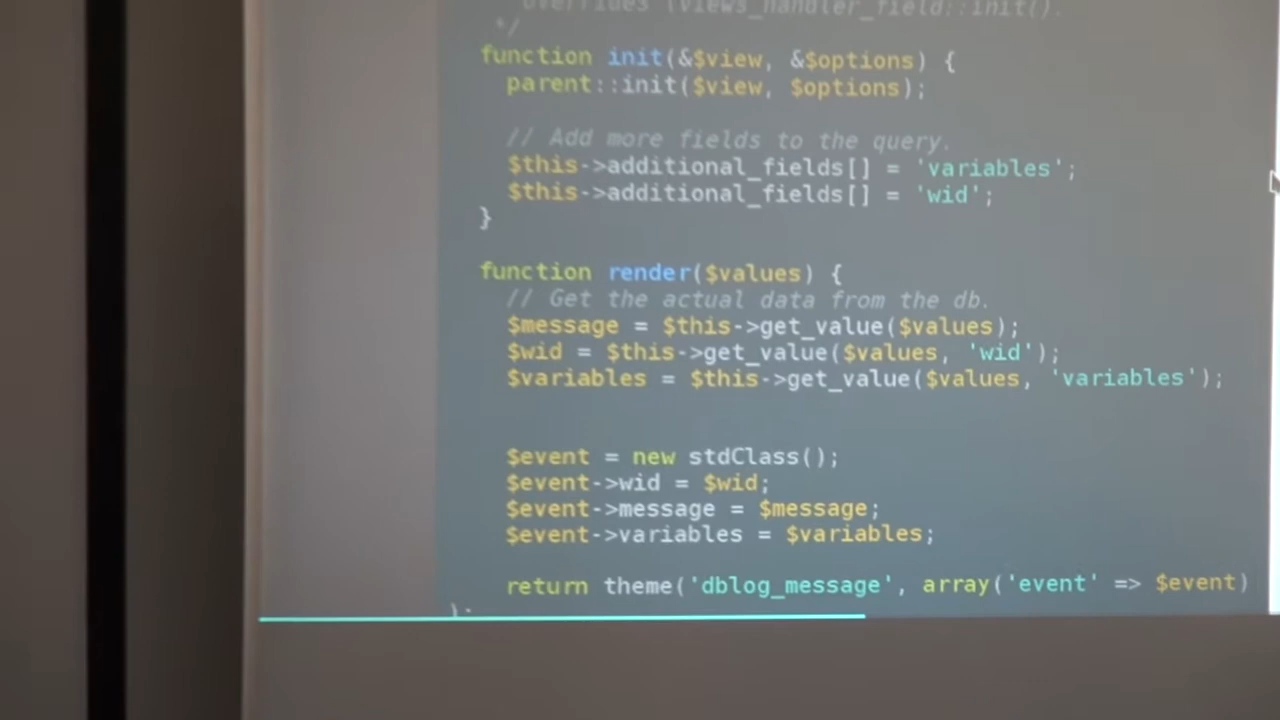 overrides (views_handler_field::init().
*/
function init(&$view, &$options) {
parent::init($view, $options);
// Add more fields to the query.
$this->additional_fields[] = 'variables';
$this->additional_fields[] = 'wid';
}
function render($values) {
// Get the actual data from the db.
$message = $this->get_value($values);
$wid = $this->get_value($values, 'wid');
$variables = $this->get_value($values, 'variables');
$event = new stdClass();
$event->wid = $wid;
$event->message = $message;
$event->variables = $variables;
return theme('dblog_message', array('event' => $event)
);